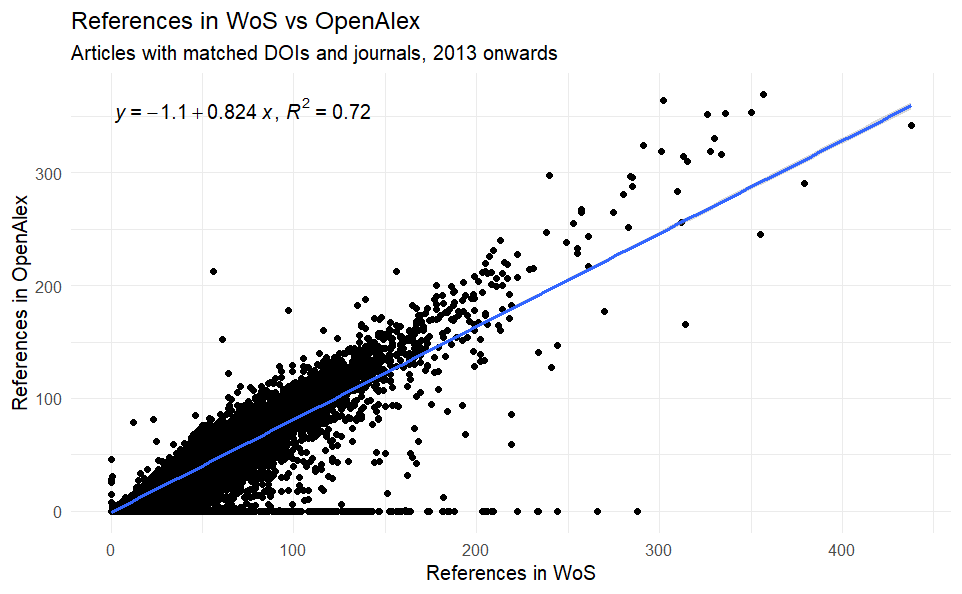 References in WoS vs OpenAlex
Articles with matched DOIs and journals, 2013 onwards
y = −1.1 + 0.824 x, R² = 0.72
References in OpenAlex
300
200
100
0
0 100 200 300 400
References in WoS